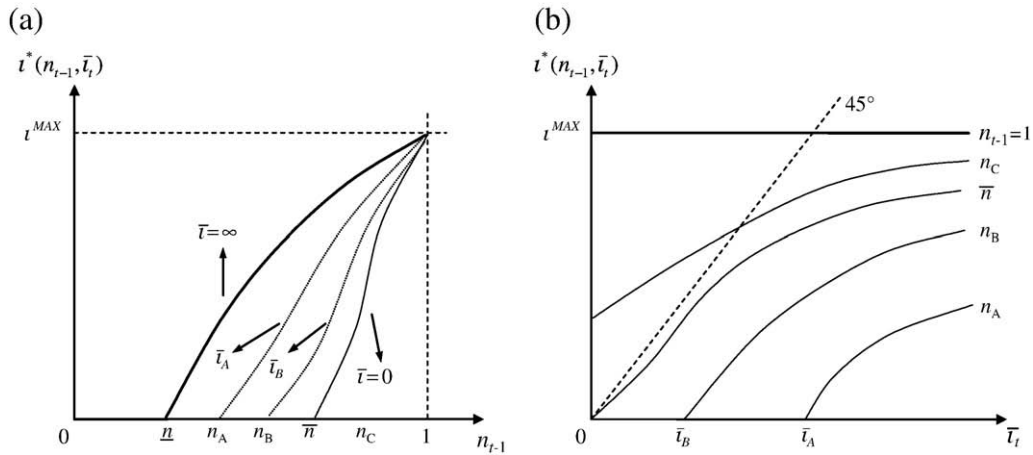 (a)
ι*(n_{t-1}, ῑ_t)
ι^{MAX}
ῑ=∞
ῑ_A
ῑ_B
ῑ=0
0
n̲
n_A
n_B
n̅
n_C
1
n_{t-1}
(b)
ι*(n_{t-1}, ῑ_t)
45°
ι^{MAX}
n_{t-1}=1
n_C
n̅
n_B
n_A
0
ῑ_B
ῑ_A
ῑ_t